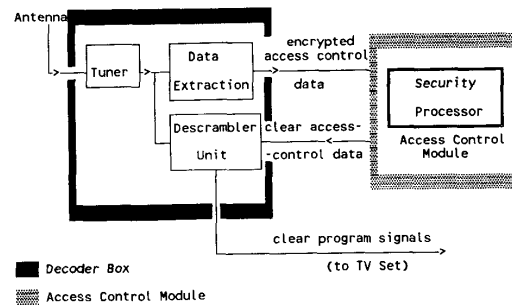 Antenna
Tuner
Data
Extraction
encrypted
access control
data
Security
Processor
Access Control
Module
Descrambler
Unit
clear access-
-control data
clear program signals
(to TV Set)
Decoder Box
Access Control Module